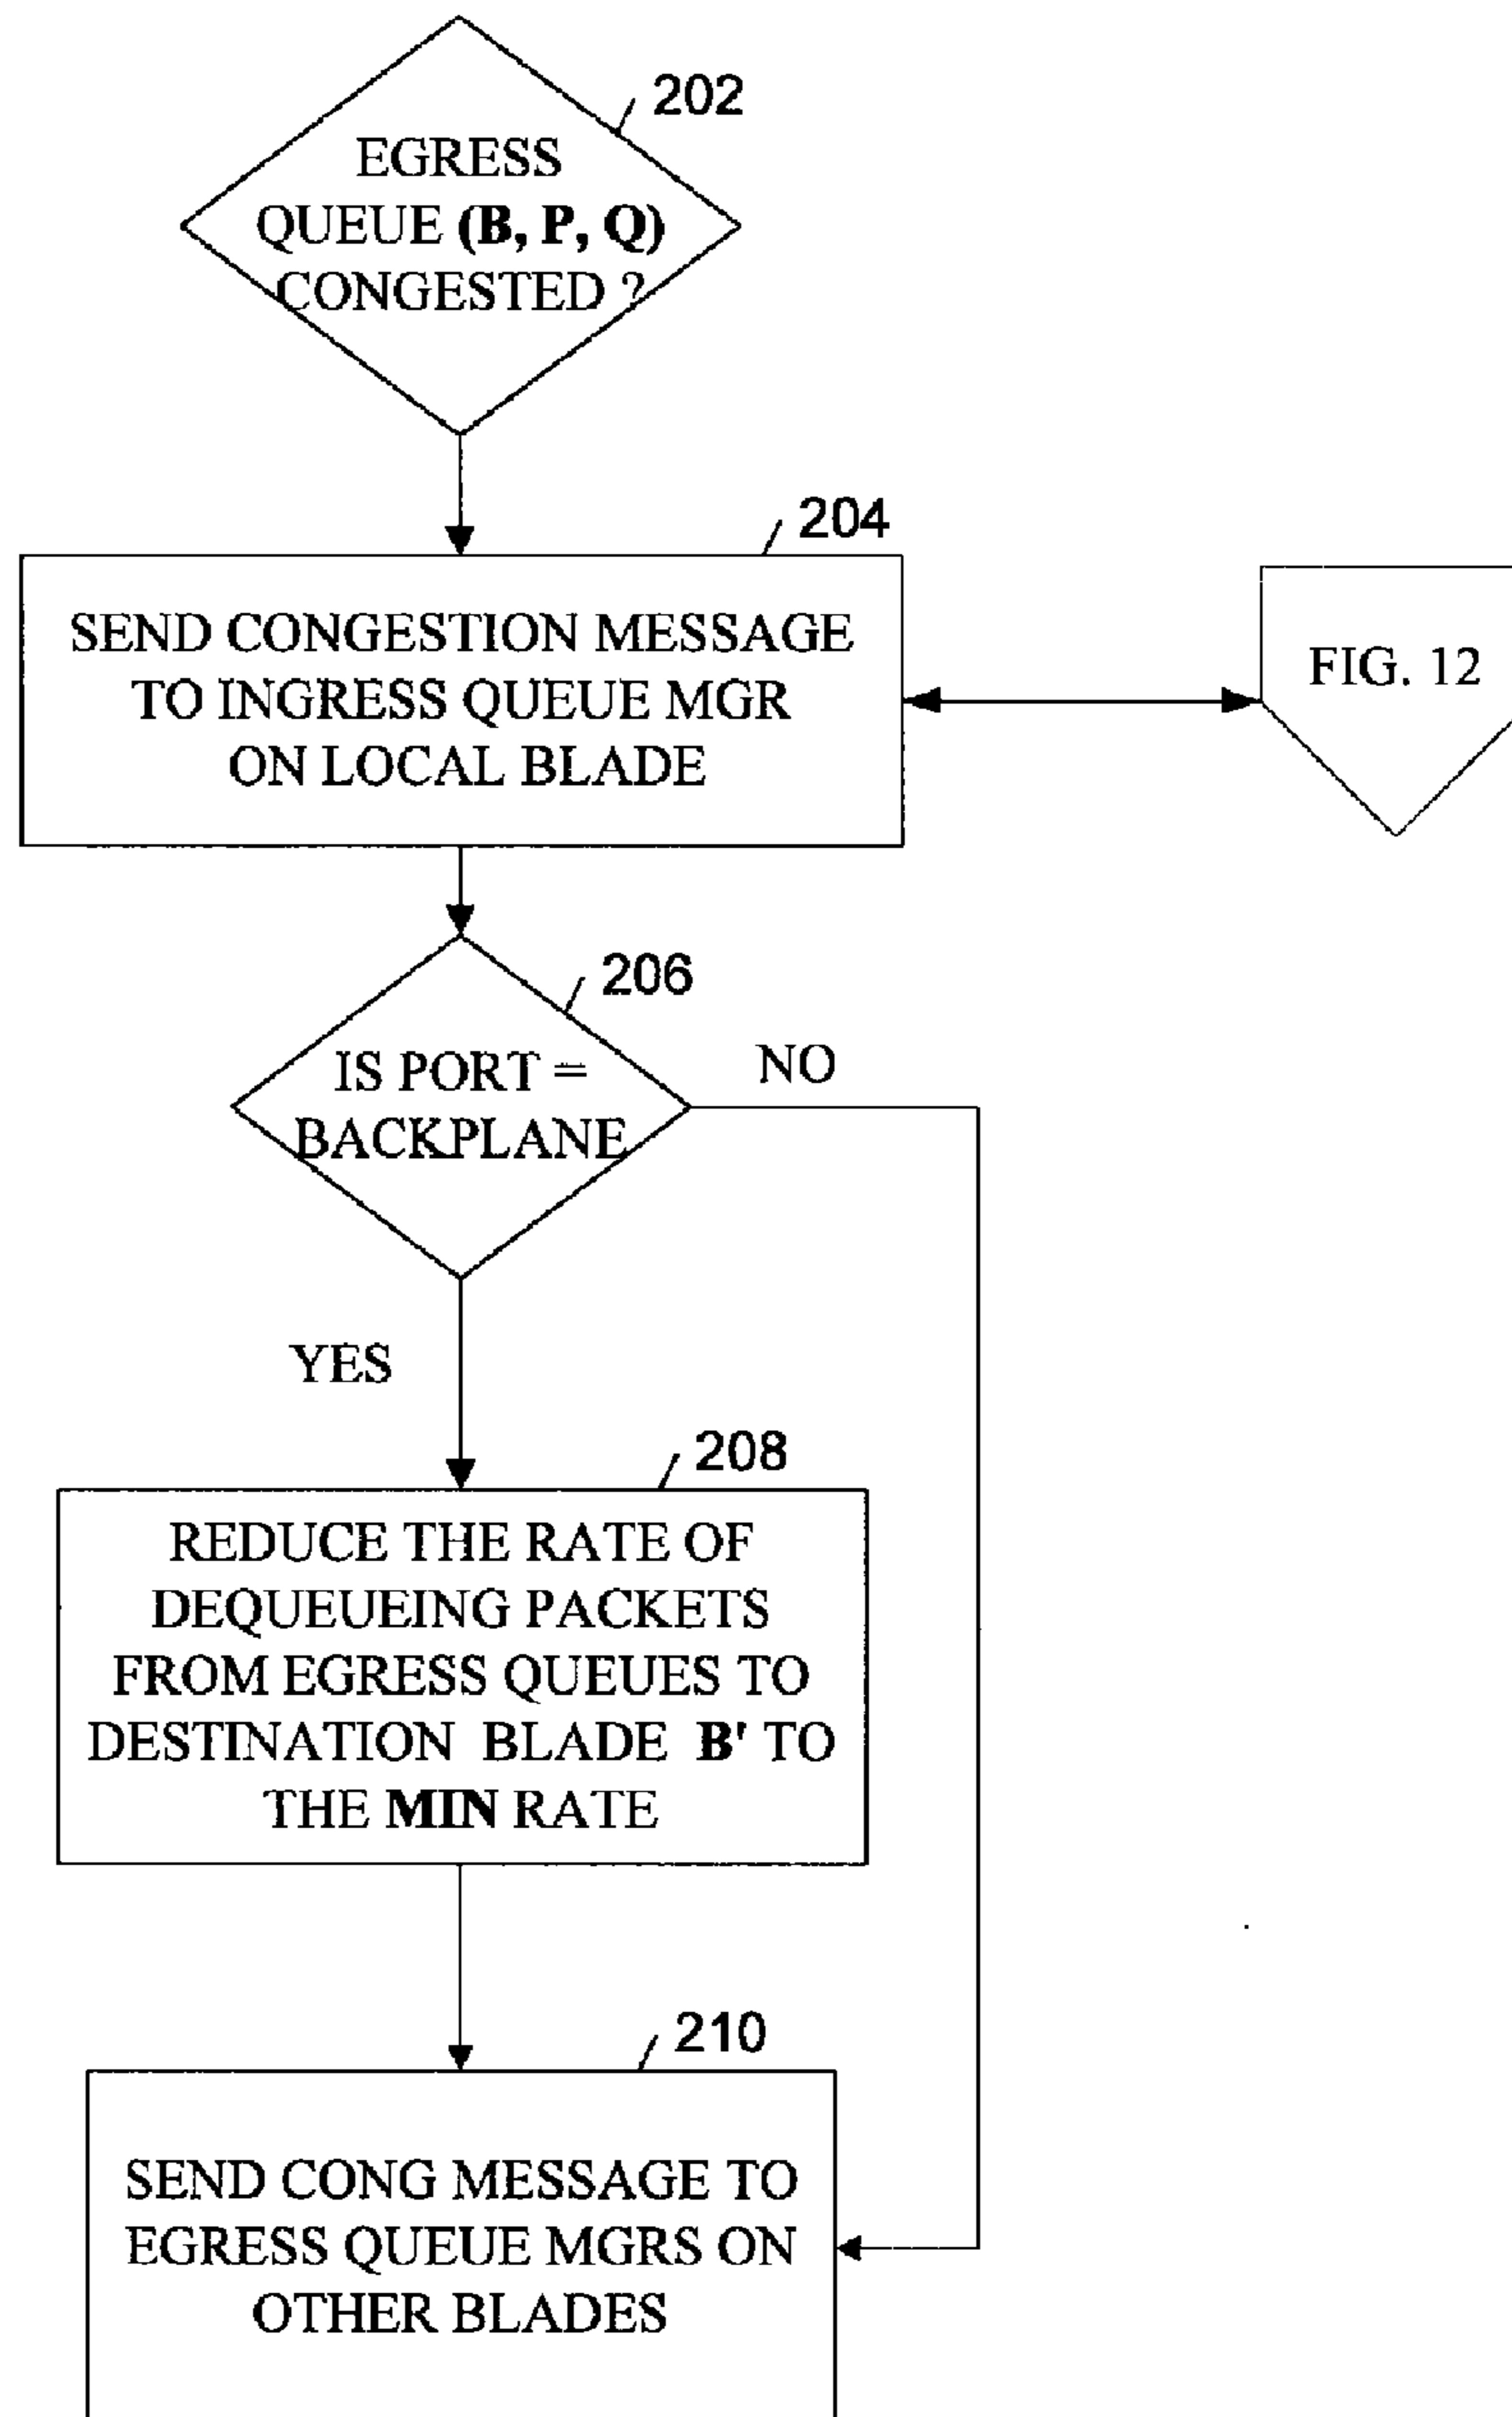 202
EGRESS
QUEUE (B, P, Q)
CONGESTED ?
204
SEND CONGESTION MESSAGE
TO INGRESS QUEUE MGR
ON LOCAL BLADE
FIG. 12
206
IS PORT =
BACKPLANE
NO
YES
208
REDUCE THE RATE OF
DEQUEUEING PACKETS
FROM EGRESS QUEUES TO
DESTINATION BLADE B' TO
THE MIN RATE
210
SEND CONG MESSAGE TO
EGRESS QUEUE MGRS ON
OTHER BLADES